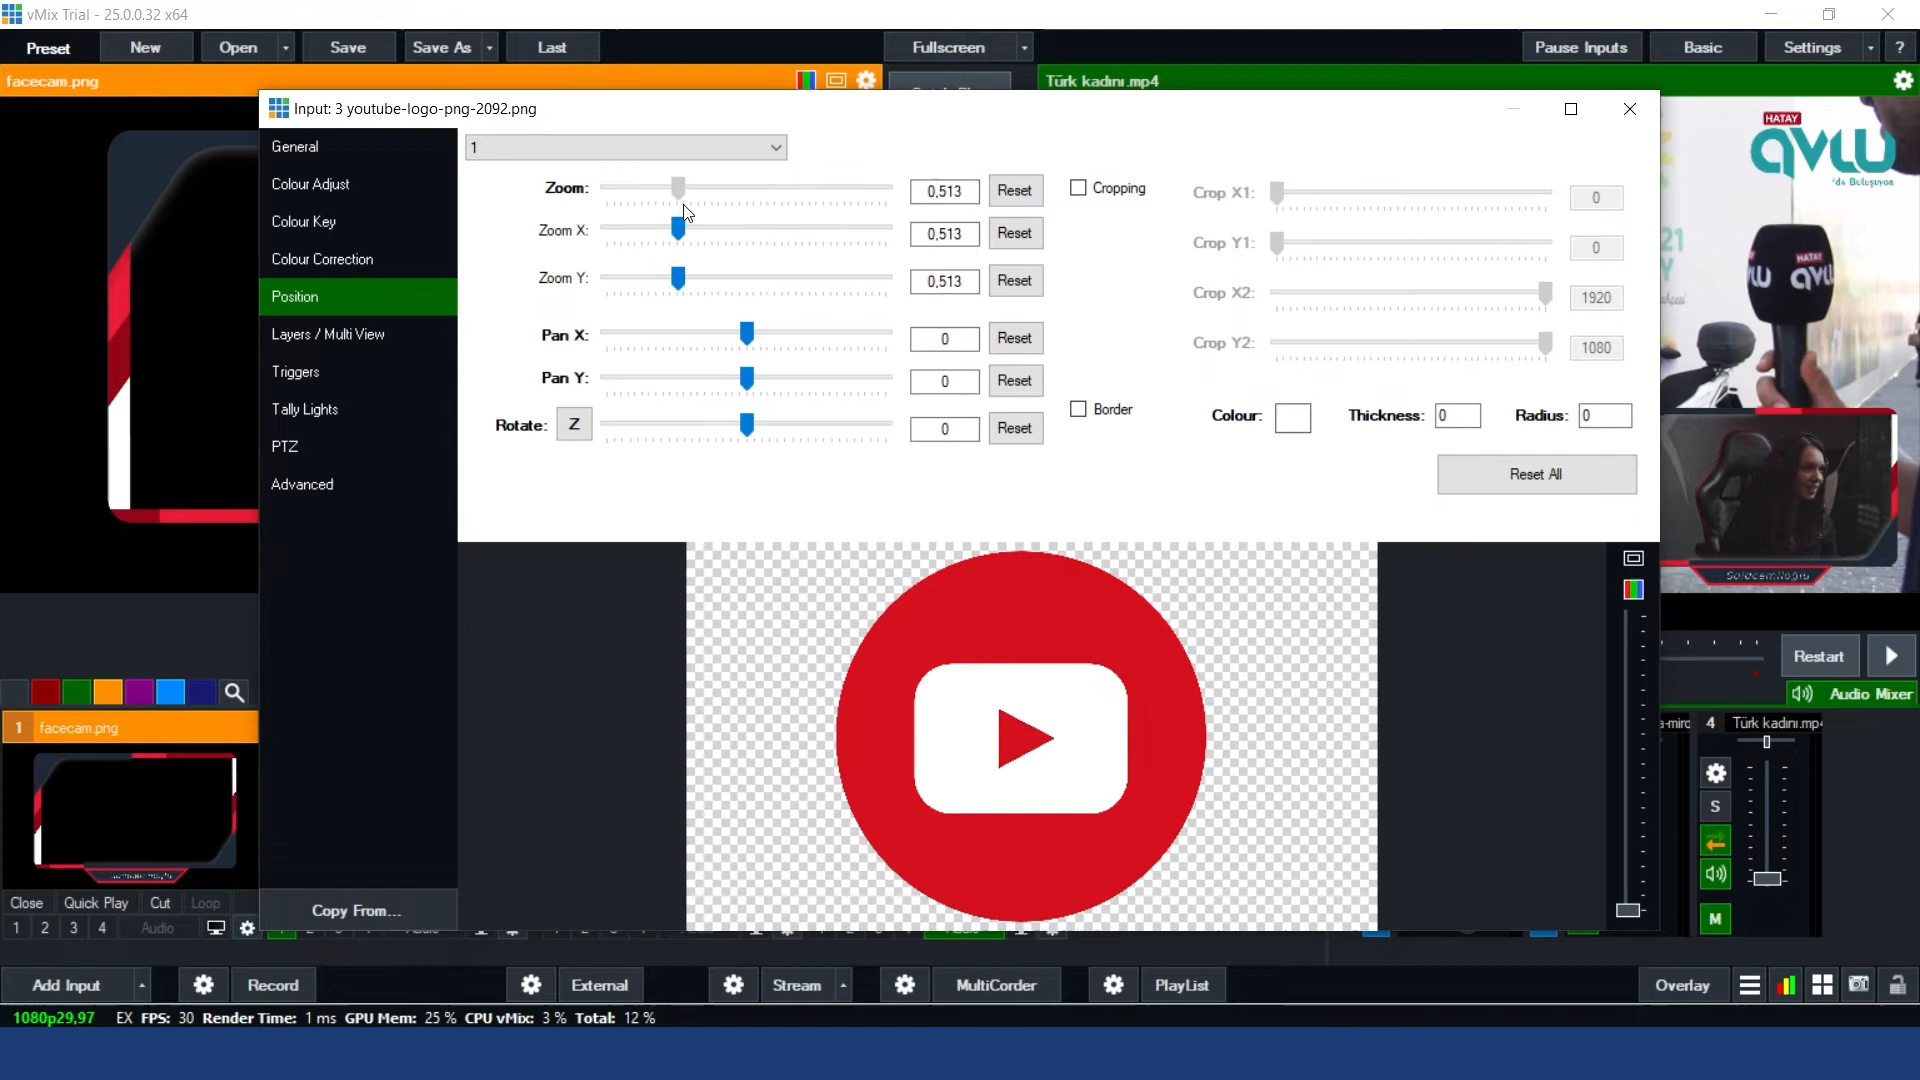 vMix Trial - 25.0.0.32 x64
Preset
New
Open
Save
Save As
Last
Fullscreen
Pause Inputs
Basic
Settings
?
facecam.png
Türk kadını.mp4
Input: 3 youtube-logo-png-2092.png
General
Colour Adjust
Colour Key
Colour Correction
Position
Layers / Multi View
Triggers
Tally Lights
PTZ
Advanced
Copy From...
1
Zoom: 0,513 Reset
Zoom X: 0,513 Reset
Zoom Y: 0,513 Reset
Pan X: 0 Reset
Pan Y: 0 Reset
Rotate: Z 0 Reset
Cropping
Crop X1: 0
Crop Y1: 0
Crop X2: 1920
Crop Y2: 1080
Border
Colour:
Thickness: 0
Radius: 0
Reset All
HATAY
avlu
'da Buluşuyor
HATAY
Restart
Audio Mixer
1 facecam.png
4 Türk kadını.mp4
S
M
Close Quick Play Cut Loop
1 2 3 4 Audio
Add Input
Record
External
Stream
MultiCorder
PlayList
Overlay
1080p29,97 EX FPS: 30 Render Time: 1 ms GPU Mem: 25 % CPU vMix: 3 % Total: 12 %